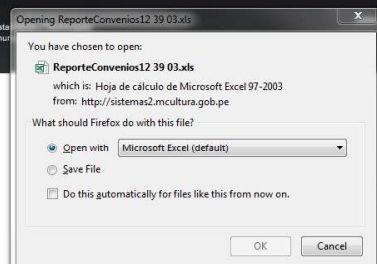 Opening ReporteConvenios12 39 03.xls
x
You have chosen to open:
ReporteConvenios12 39 03.xls
which is: Hoja de cálculo de Microsoft Excel 97-2003
from: http://sistemas2.mcultura.gob.pe
What should Firefox do with this file?
Open with Microsoft Excel (default)
Save File
Do this automatically for files like this from now on.
OK Cancel